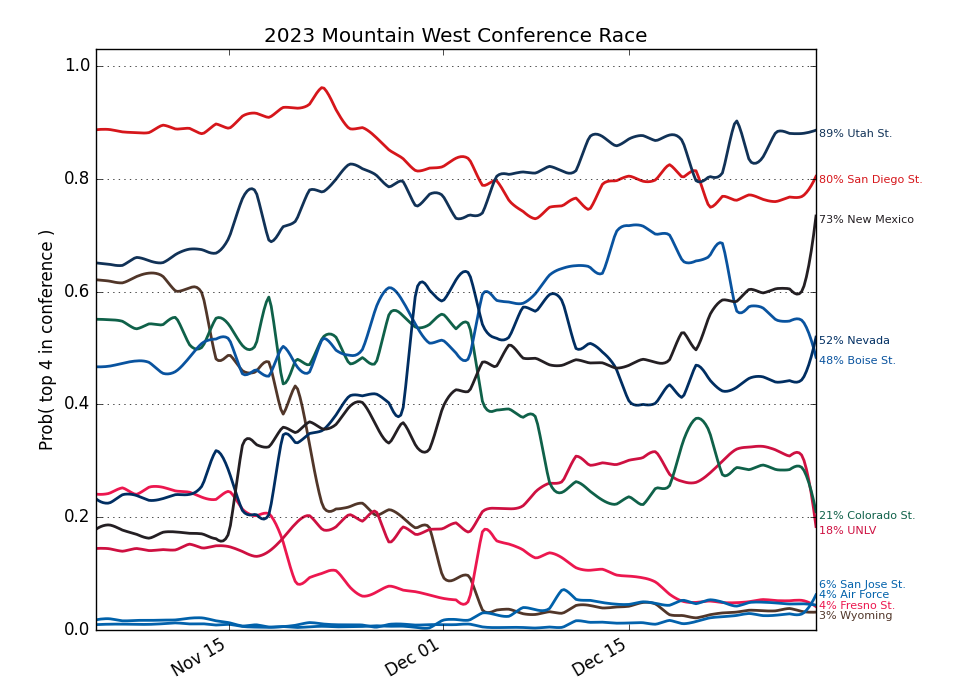 2023 Mountain West Conference Race
Prob( top 4 in conference )
1.0
0.8
0.6
0.4
0.2
0.0
Nov 15
Dec 01
Dec 15
89% Utah St.
80% San Diego St.
73% New Mexico
52% Nevada
48% Boise St.
21% Colorado St.
18% UNLV
6% San Jose St.
4% Air Force
4% Fresno St.
3% Wyoming